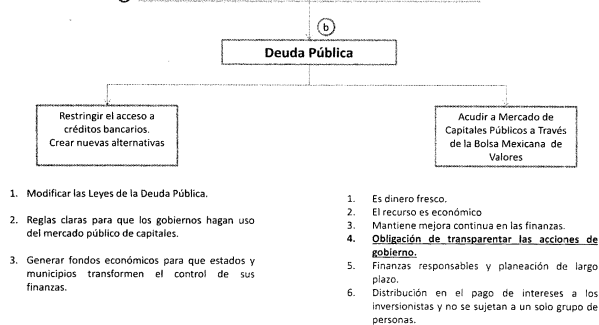 b
Deuda Pública
Restringir el acceso a
créditos bancarios.
Crear nuevas alternativas
Acudir a Mercado de
Capitales Públicos a Través
de la Bolsa Mexicana de
Valores
1. Modificar las Leyes de la Deuda Pública.
2. Reglas claras para que los gobiernos hagan uso
del mercado público de capitales.
3. Generar fondos económicos para que estados y
municipios transformen el control de sus
finanzas.
1. Es dinero fresco.
2. El recurso es económico
3. Mantiene mejora continua en las finanzas.
4. Obligación de transparentar las acciones de
gobierno.
5. Finanzas responsables y planeación de largo
plazo.
6. Distribución en el pago de intereses a los
inversionistas y no se sujetan a un solo grupo de
personas.